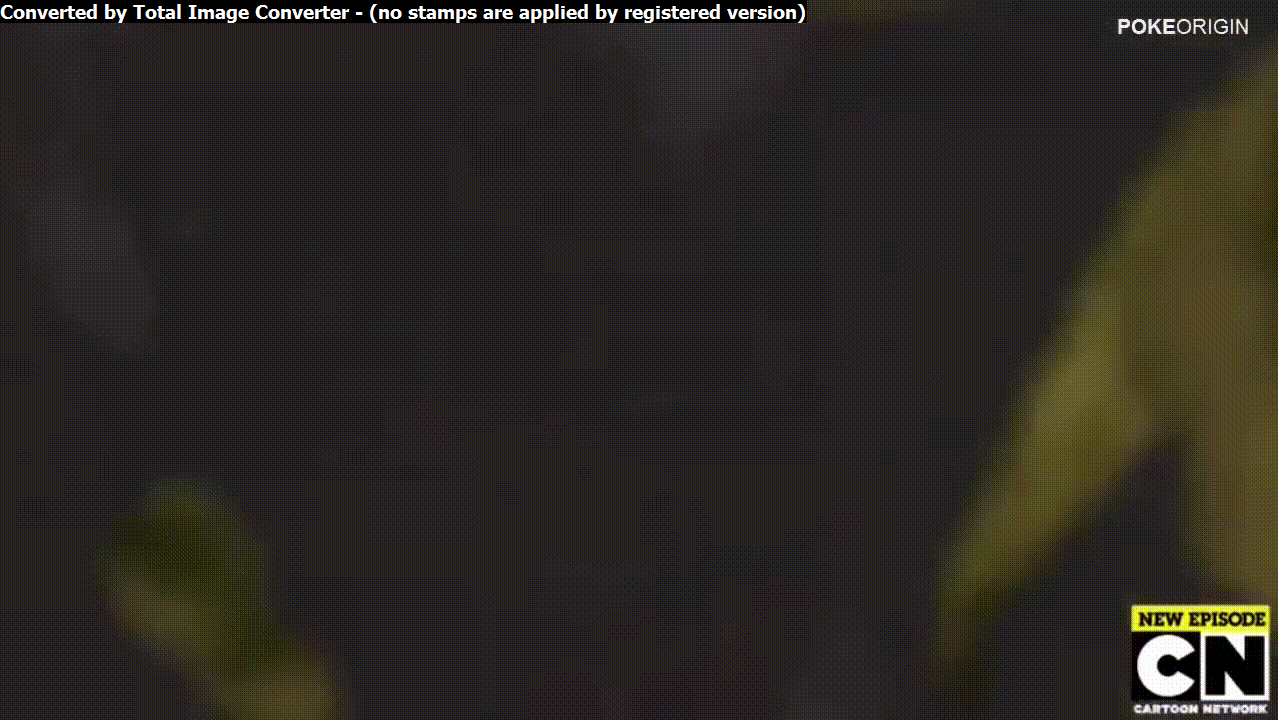 Converted by Total Image Converter - (no stamps are applied by registered version)
POKEORIGIN
NEW EPISODE
CN
CARTOON NETWORK